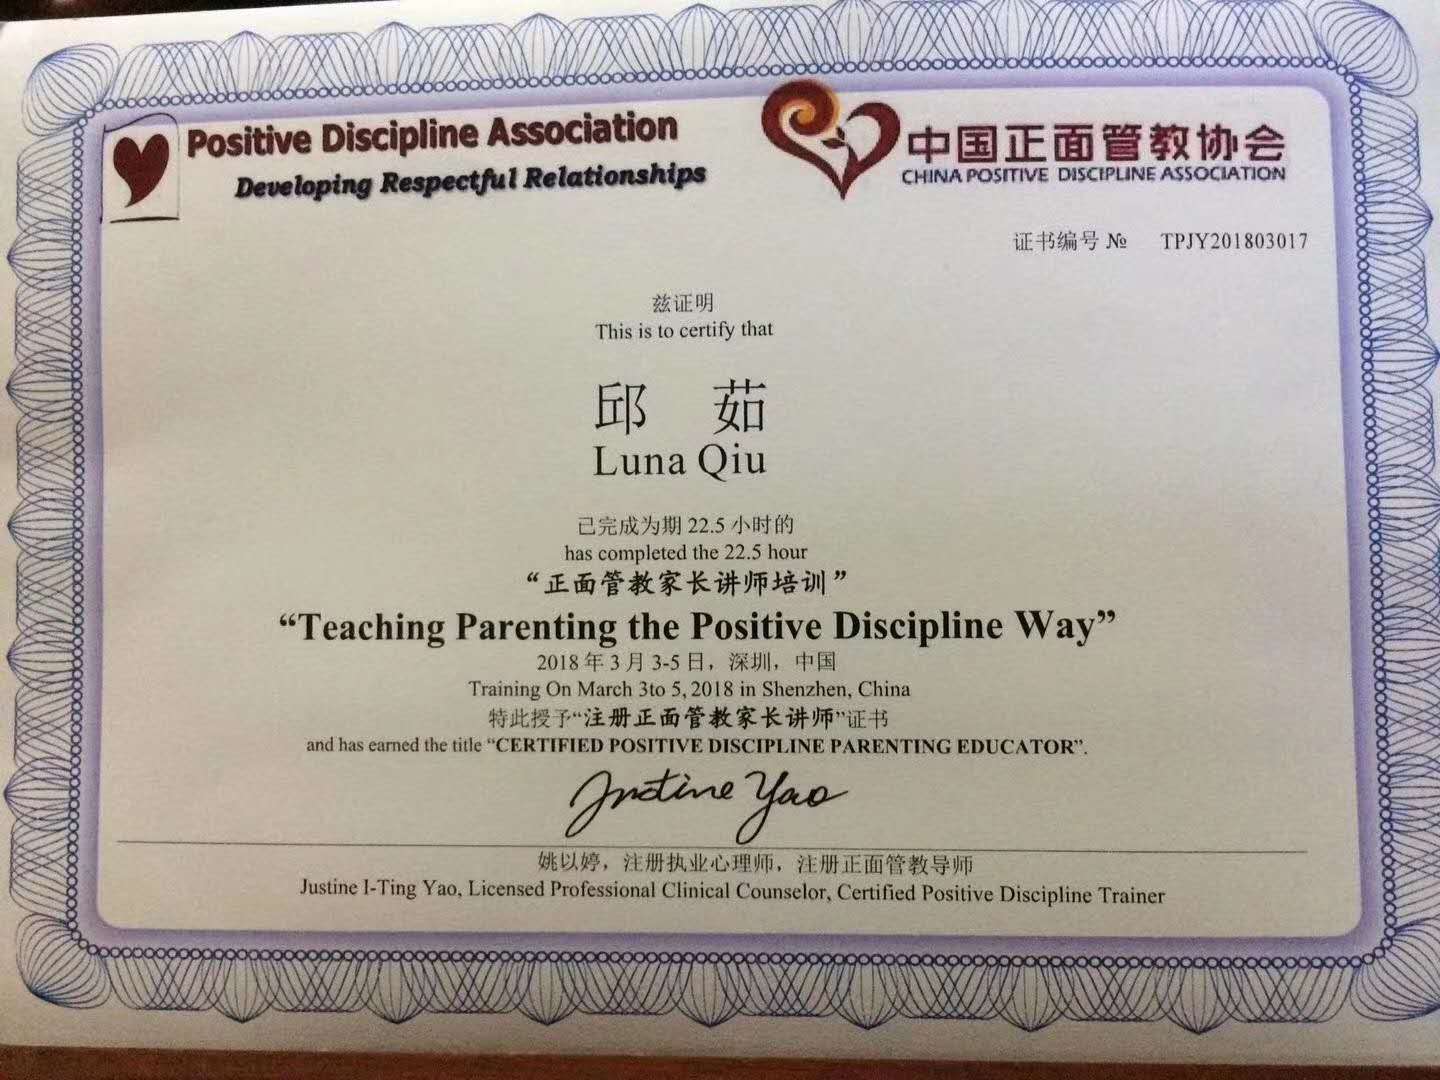 Positive Discipline Association
Developing Respectful Relationships
中国正面管教协会
CHINA POSITIVE DISCIPLINE ASSOCIATION
证书编号 № TPJY201803017
兹证明
This is to certify that
邱 茹
Luna Qiu
已完成为期 22.5 小时的
has completed the 22.5 hour
“正面管教家长讲师培训”
“Teaching Parenting the Positive Discipline Way”
2018 年 3 月 3-5 日，深圳，中国
Training On March 3to 5, 2018 in Shenzhen, China
特此授予“注册正面管教家长讲师”证书
and has earned the title “CERTIFIED POSITIVE DISCIPLINE PARENTING EDUCATOR”.
Justine Yao
姚以婷，注册执业心理师，注册正面管教导师
Justine I-Ting Yao, Licensed Professional Clinical Counselor, Certified Positive Discipline Trainer